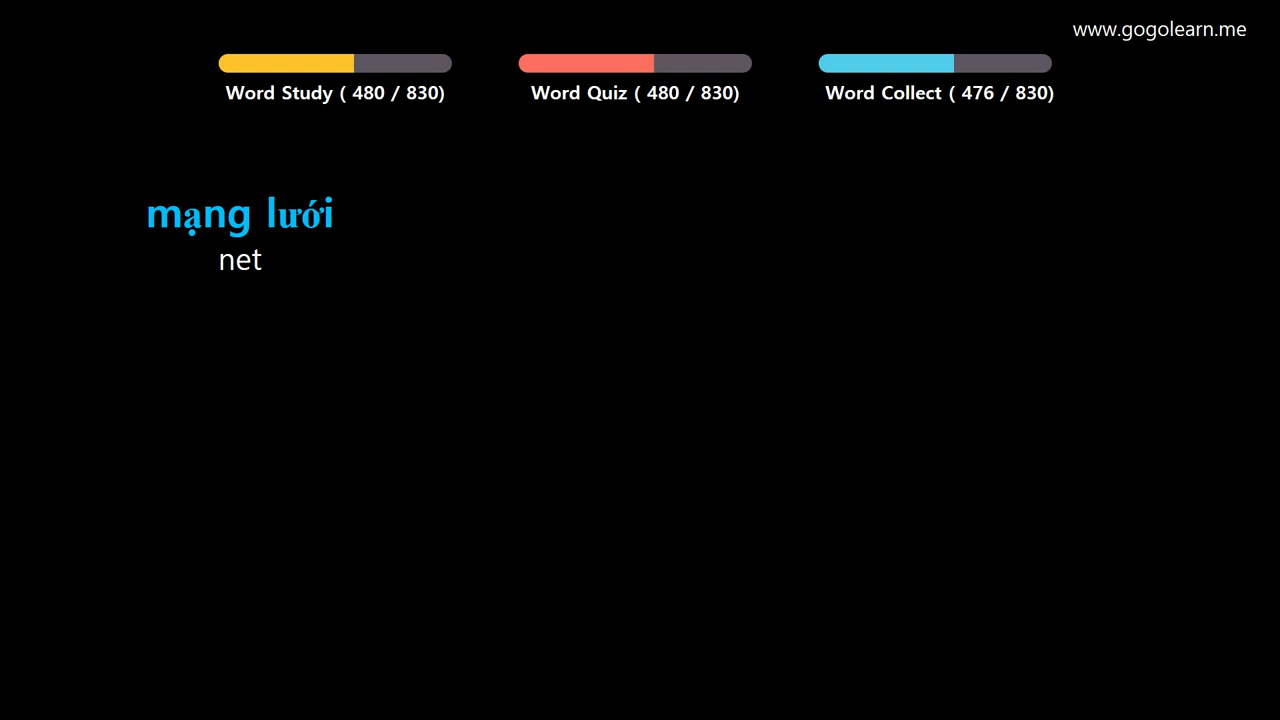 www.gogolearn.me
Word Study ( 480 / 830)
Word Quiz ( 480 / 830)
Word Collect ( 476 / 830)
mạng lưới
net